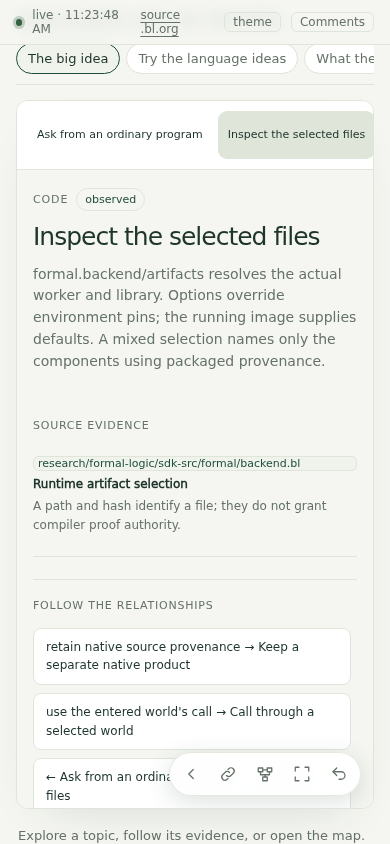 live · 11:23:48 AM
source .bl.org
theme
Comments
The big idea
Try the language ideas
What the
Ask from an ordinary program
Inspect the selected files
CODE
observed
Inspect the selected files
formal.backend/artifacts resolves the actual
worker and library. Options override
environment pins; the running image supplies
defaults. A mixed selection names only the
components using packaged provenance.
SOURCE EVIDENCE
research/formal-logic/sdk-src/formal/backend.bl
Runtime artifact selection
A path and hash identify a file; they do not grant
compiler proof authority.
FOLLOW THE RELATIONSHIPS
retain native source provenance → Keep a
separate native product
use the entered world's call → Call through a
selected world
← Ask from an ordina
files
Explore a topic, follow its evidence, or open the map.